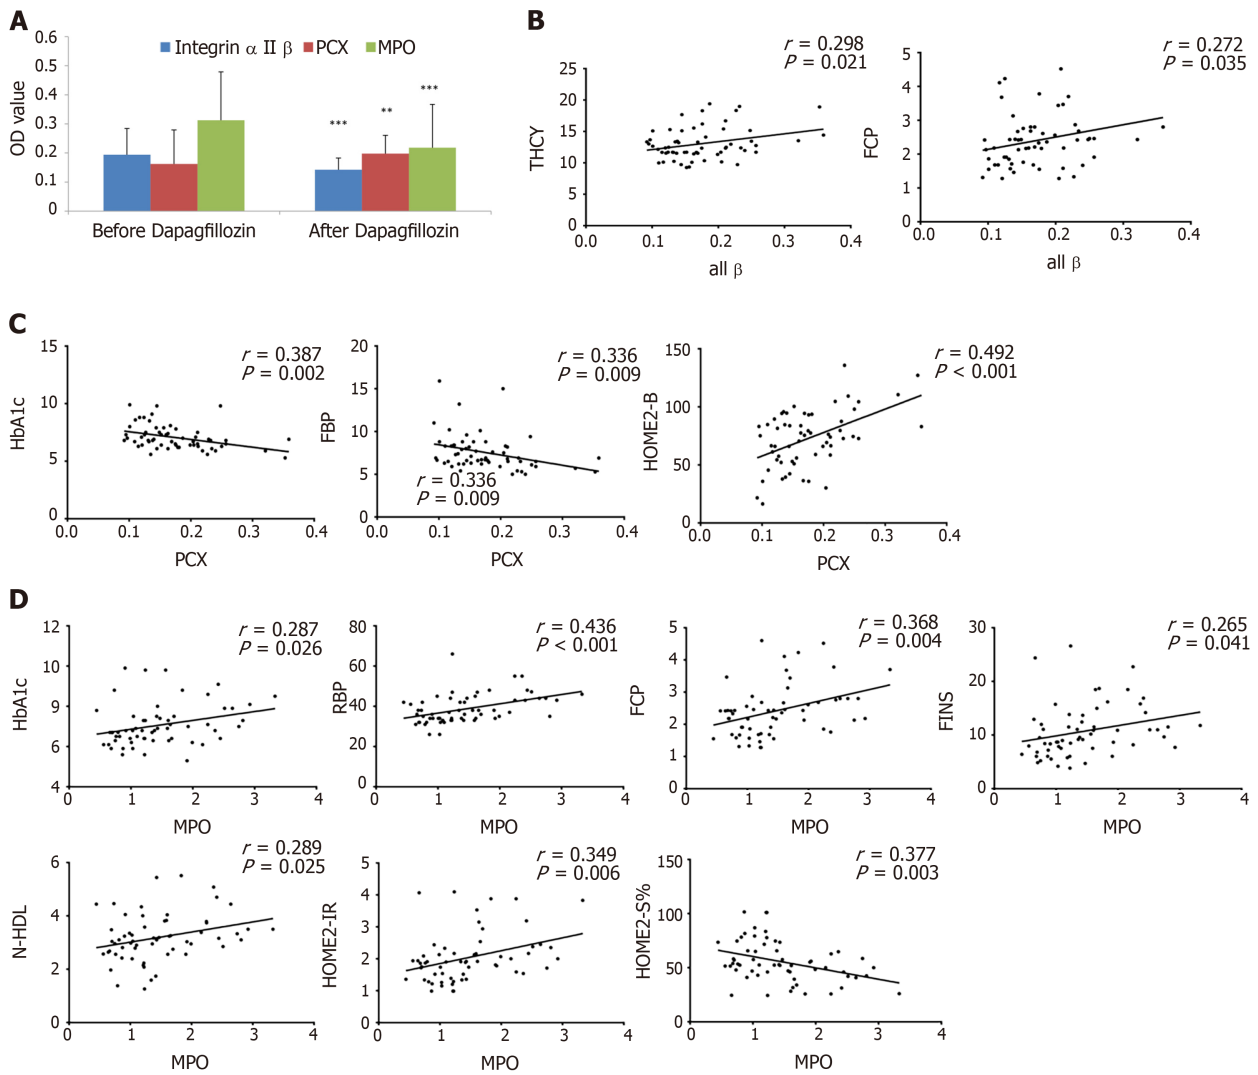 A
0.6
0.5
0.4
0.3
0.2
0.1
0
OD value
Integrin α II β
PCX
MPO
***
**
***
Before Dapagfillozin
After Dapagfillozin
B
r = 0.298
P = 0.021
25
20
15
10
5
0
THCY
0.0
0.1
0.2
0.3
0.4
all β
r = 0.272
P = 0.035
5
4
3
2
1
0
FCP
0.0
0.1
0.2
0.3
0.4
all β
C
r = 0.387
P = 0.002
15
10
5
0
HbA1c
0.0
0.1
0.2
0.3
0.4
PCX
r = 0.336
P = 0.009
20
15
10
5
0
FBP
r = 0.336
P = 0.009
0.0
0.1
0.2
0.3
0.4
PCX
r = 0.492
P < 0.001
150
100
50
0
HOME2-B
0.0
0.1
0.2
0.3
0.4
PCX
D
r = 0.287
P = 0.026
12
10
9
6
4
HbA1c
0
1
2
3
4
MPO
r = 0.436
P < 0.001
80
60
40
20
0
RBP
0
1
2
3
4
MPO
r = 0.368
P = 0.004
5
4
3
2
1
0
FCP
0
1
2
3
4
MPO
r = 0.265
P = 0.041
30
20
10
0
FINS
0
1
2
3
4
MPO
r = 0.289
P = 0.025
6
4
2
0
N-HDL
0
1
2
3
4
MPO
r = 0.349
P = 0.006
5
4
3
2
1
0
HOME2-IR
0
1
2
3
4
MPO
r = 0.377
P = 0.003
150
100
50
0
HOME2-S%
0
1
2
3
4
MPO